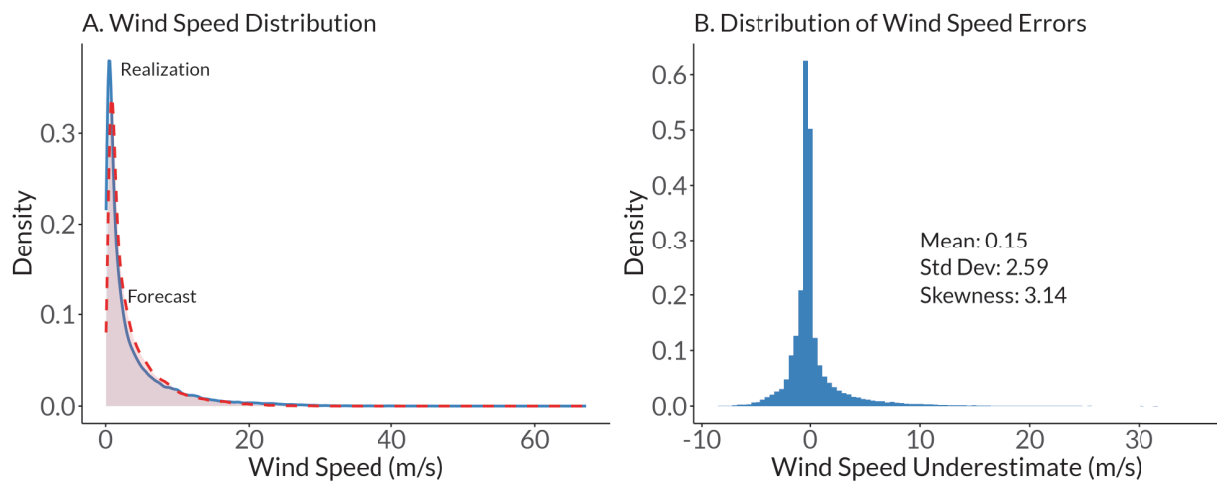 A. Wind Speed Distribution
Realization
Forecast
0.3
0.2
0.1
0.0
Density
0
20
40
60
Wind Speed (m/s)
B. Distribution of Wind Speed Errors
0.6
0.5
0.4
0.3
0.2
0.1
0.0
Density
Mean: 0.15
Std Dev: 2.59
Skewness: 3.14
-10
0
10
20
30
Wind Speed Underestimate (m/s)